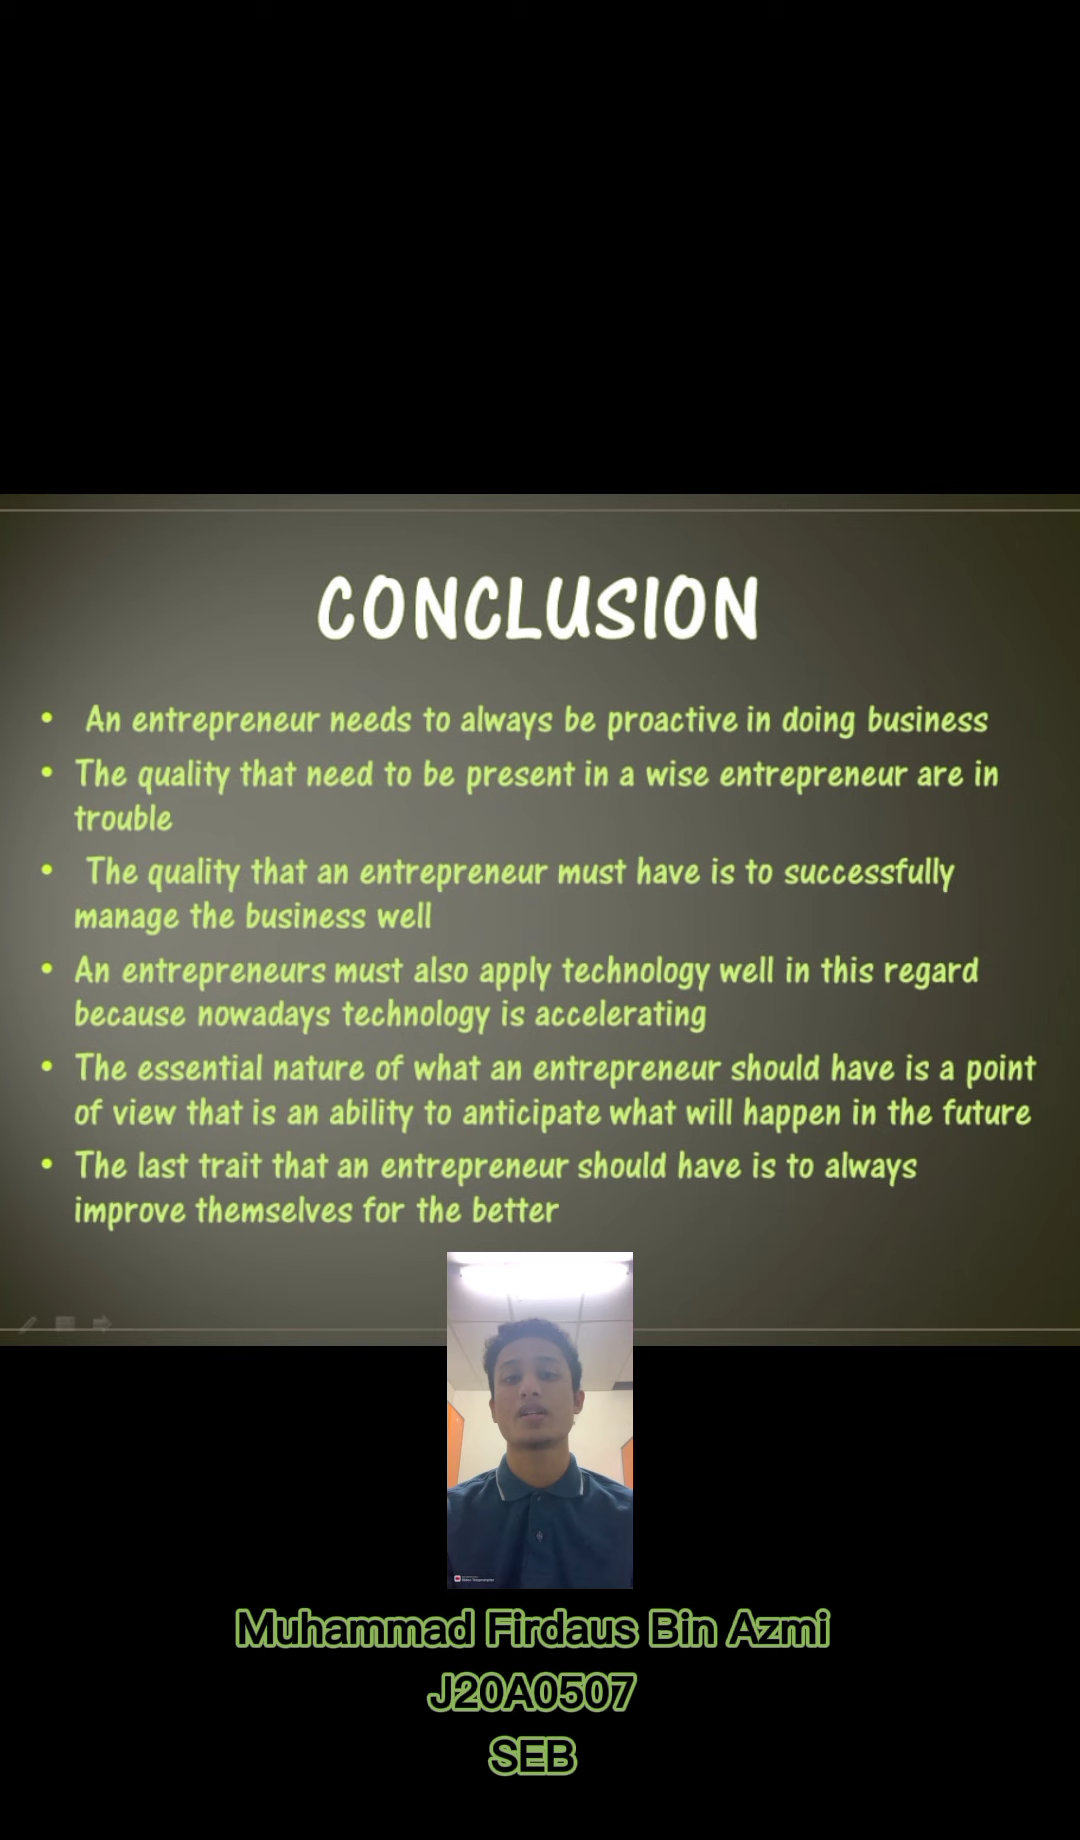 CONCLUSION
• An entrepreneur needs to always be proactive in doing business
• The quality that need to be present in a wise entrepreneur are in
trouble
• The quality that an entrepreneur must have is to successfully
manage the business well
• An entrepreneurs must also apply technology well in this regard
because nowadays technology is accelerating
• The essential nature of what an entrepreneur should have is a point
of view that is an ability to anticipate what will happen in the future
• The last trait that an entrepreneur should have is to always
improve themselves for the better
Muhammad Firdaus Bin Azmi
J20A0507
SEB